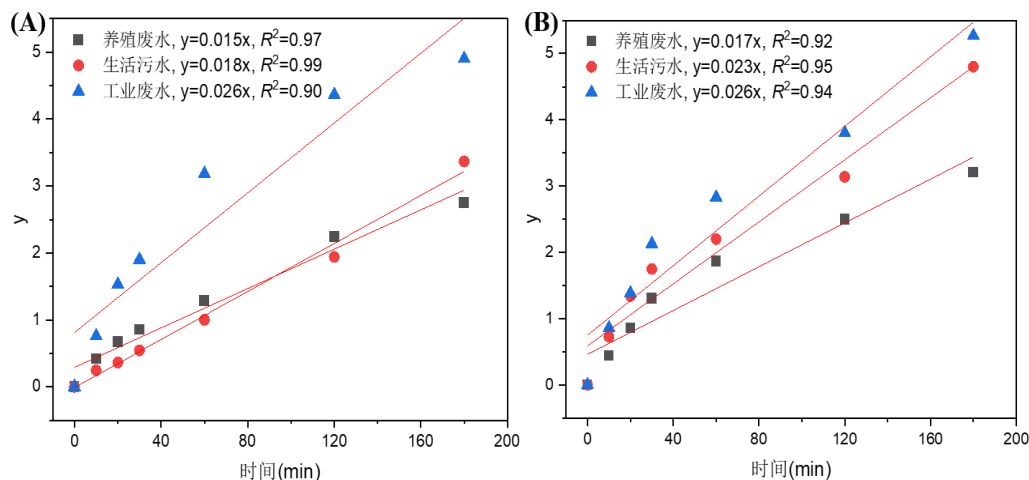 (A)
养殖废水, y=0.015x, R²=0.97
生活污水, y=0.018x, R²=0.99
工业废水, y=0.026x, R²=0.90
y
5
4
3
2
1
0
0 40 80 120 160 200
时间(min)
(B)
养殖废水, y=0.017x, R²=0.92
生活污水, y=0.023x, R²=0.95
工业废水, y=0.026x, R²=0.94
y
5
4
3
2
1
0
0 40 80 120 160 200
时间(min)